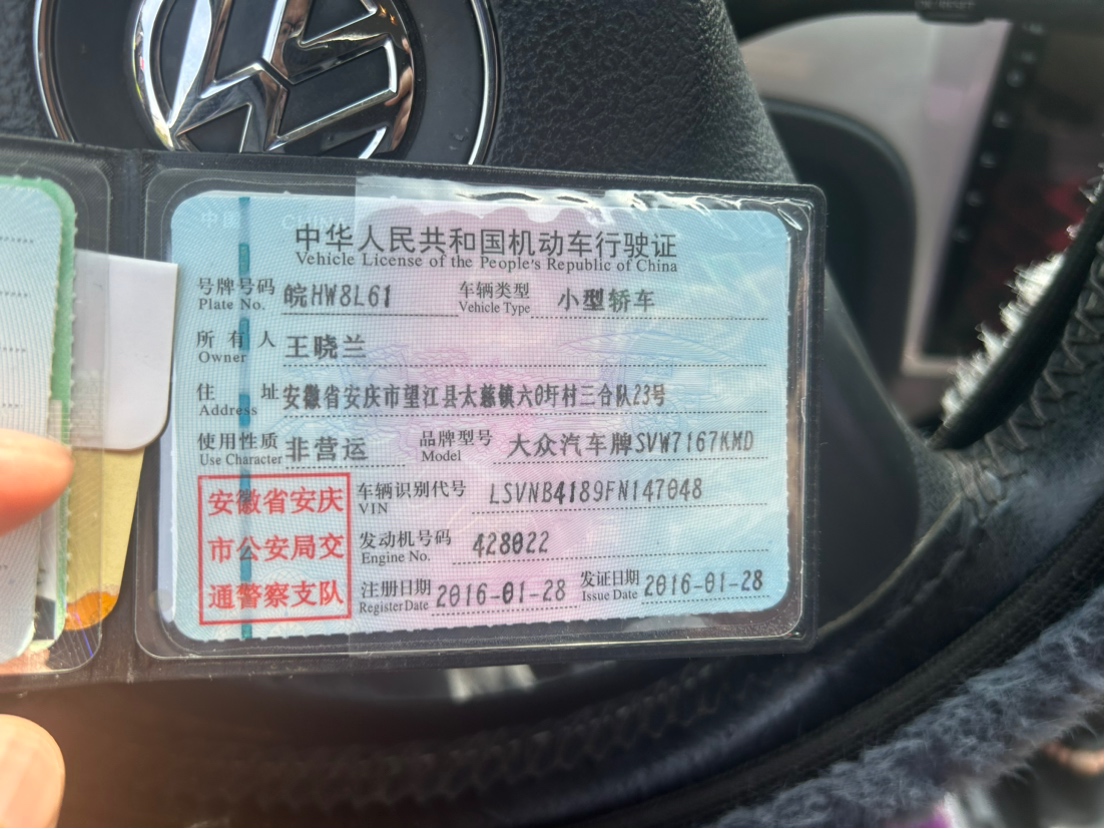 中国 CHINA
中华人民共和国机动车行驶证
Vehicle License of the People's Republic of China
号牌号码 皖HW8L61 车辆类型 小型轿车
Plate No. Vehicle Type
所有人 王晓兰
Owner
住址 安徽省安庆市望江县太慈镇六0圩村三合队23号
Address
使用性质 非营运 品牌型号 大众汽车牌SVW7167KMD
Use Character Model
安徽省安庆
市公安局交
通警察支队
车辆识别代号 LSVNB4189FN147048
VIN
发动机号码 428022
Engine No.
注册日期 2016-01-28 发证日期 2016-01-28
Register Date Issue Date